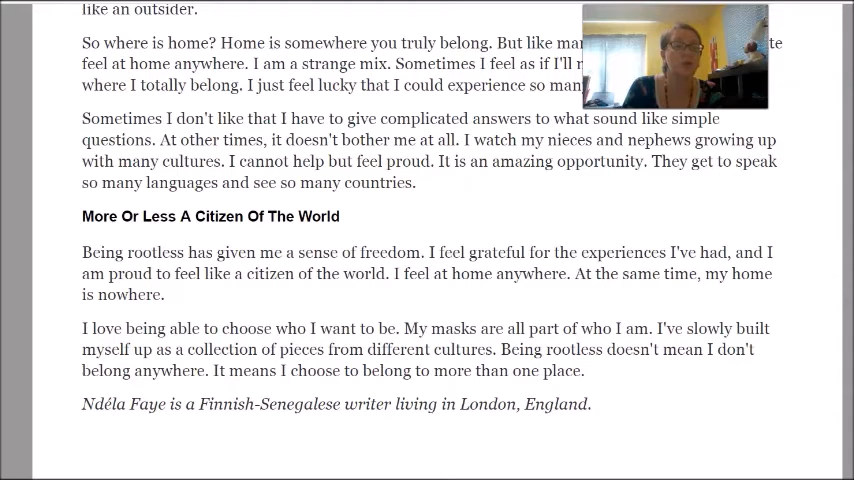 like an outsider.
So where is home? Home is somewhere you truly belong. But like
feel at home anywhere. I am a strange mix. Sometimes I feel as if I'll
where I totally belong. I just feel lucky that I could experience so
Sometimes I don't like that I have to give complicated answers to what sound like simple
questions. At other times, it doesn't bother me at all. I watch my nieces and nephews growing up
with many cultures. I cannot help but feel proud. It is an amazing opportunity. They get to speak
so many languages and see so many countries.
More Or Less A Citizen Of The World
Being rootless has given me a sense of freedom. I feel grateful for the experiences I've had, and I
am proud to feel like a citizen of the world. I feel at home anywhere. At the same time, my home
is nowhere.
I love being able to choose who I want to be. My masks are all part of who I am. I've slowly built
myself up as a collection of pieces from different cultures. Being rootless doesn't mean I don't
belong anywhere. It means I choose to belong to more than one place.
Ndéla Faye is a Finnish-Senegalese writer living in London, England.